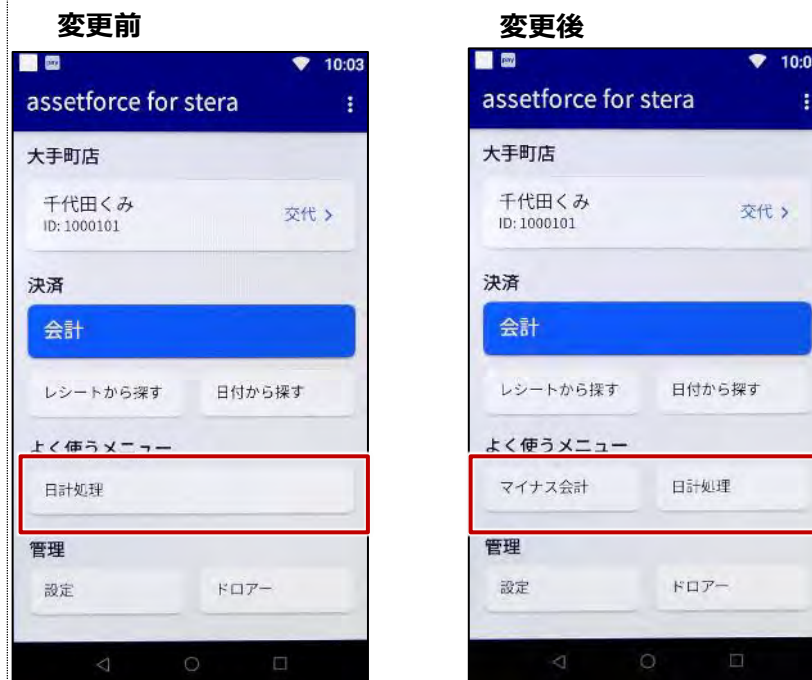 変更前
10:03
assetforce for stera
大手町店
千代田くみ
ID: 1000101
交代 >
決済
会計
レシートから探す
日付から探す
よく使うメニュー
日計処理
管理
設定
ドロアー
変更後
10:0
assetforce for stera
大手町店
千代田くみ
ID: 1000101
交代 >
決済
会計
レシートから探す
日付から探す
よく使うメニュー
マイナス会計
日計処理
管理
設定
ドロアー